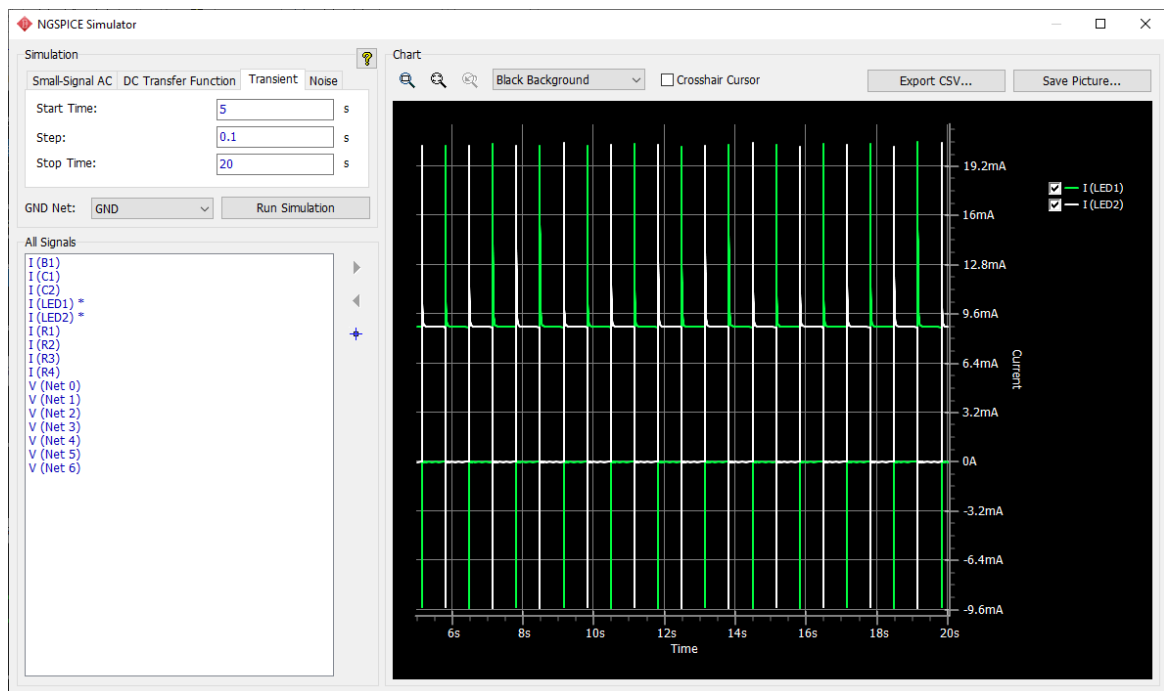 NGSPICE Simulator
Simulation
?
Small-Signal AC DC Transfer Function Transient Noise
Start Time: 5 s
Step: 0.1 s
Stop Time: 20 s
GND Net: GND Run Simulation
All Signals
I (B1)
I (C1)
I (C2)
I (LED1) *
I (LED2) *
I (R1)
I (R2)
I (R3)
I (R4)
V (Net 0)
V (Net 1)
V (Net 2)
V (Net 3)
V (Net 4)
V (Net 5)
V (Net 6)
Chart
Black Background Crosshair Cursor Export CSV... Save Picture...
19.2mA
16mA
12.8mA
9.6mA
6.4mA
3.2mA
0A
-3.2mA
-6.4mA
-9.6mA
Current
I (LED1)
I (LED2)
6s 8s 10s 12s 14s 16s 18s 20s
Time